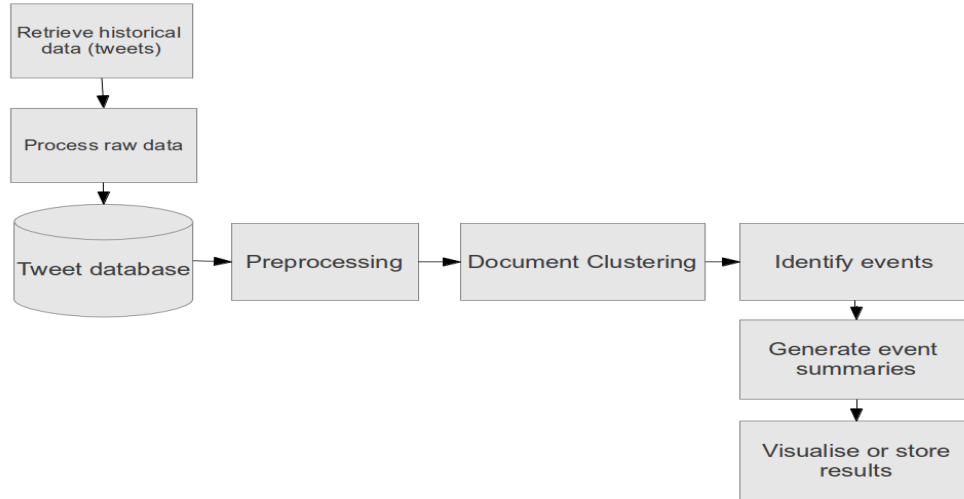 Retrieve historical
data (tweets)
Process raw data
Tweet database
Preprocessing
Document Clustering
Identify events
Generate event
summaries
Visualise or store
results